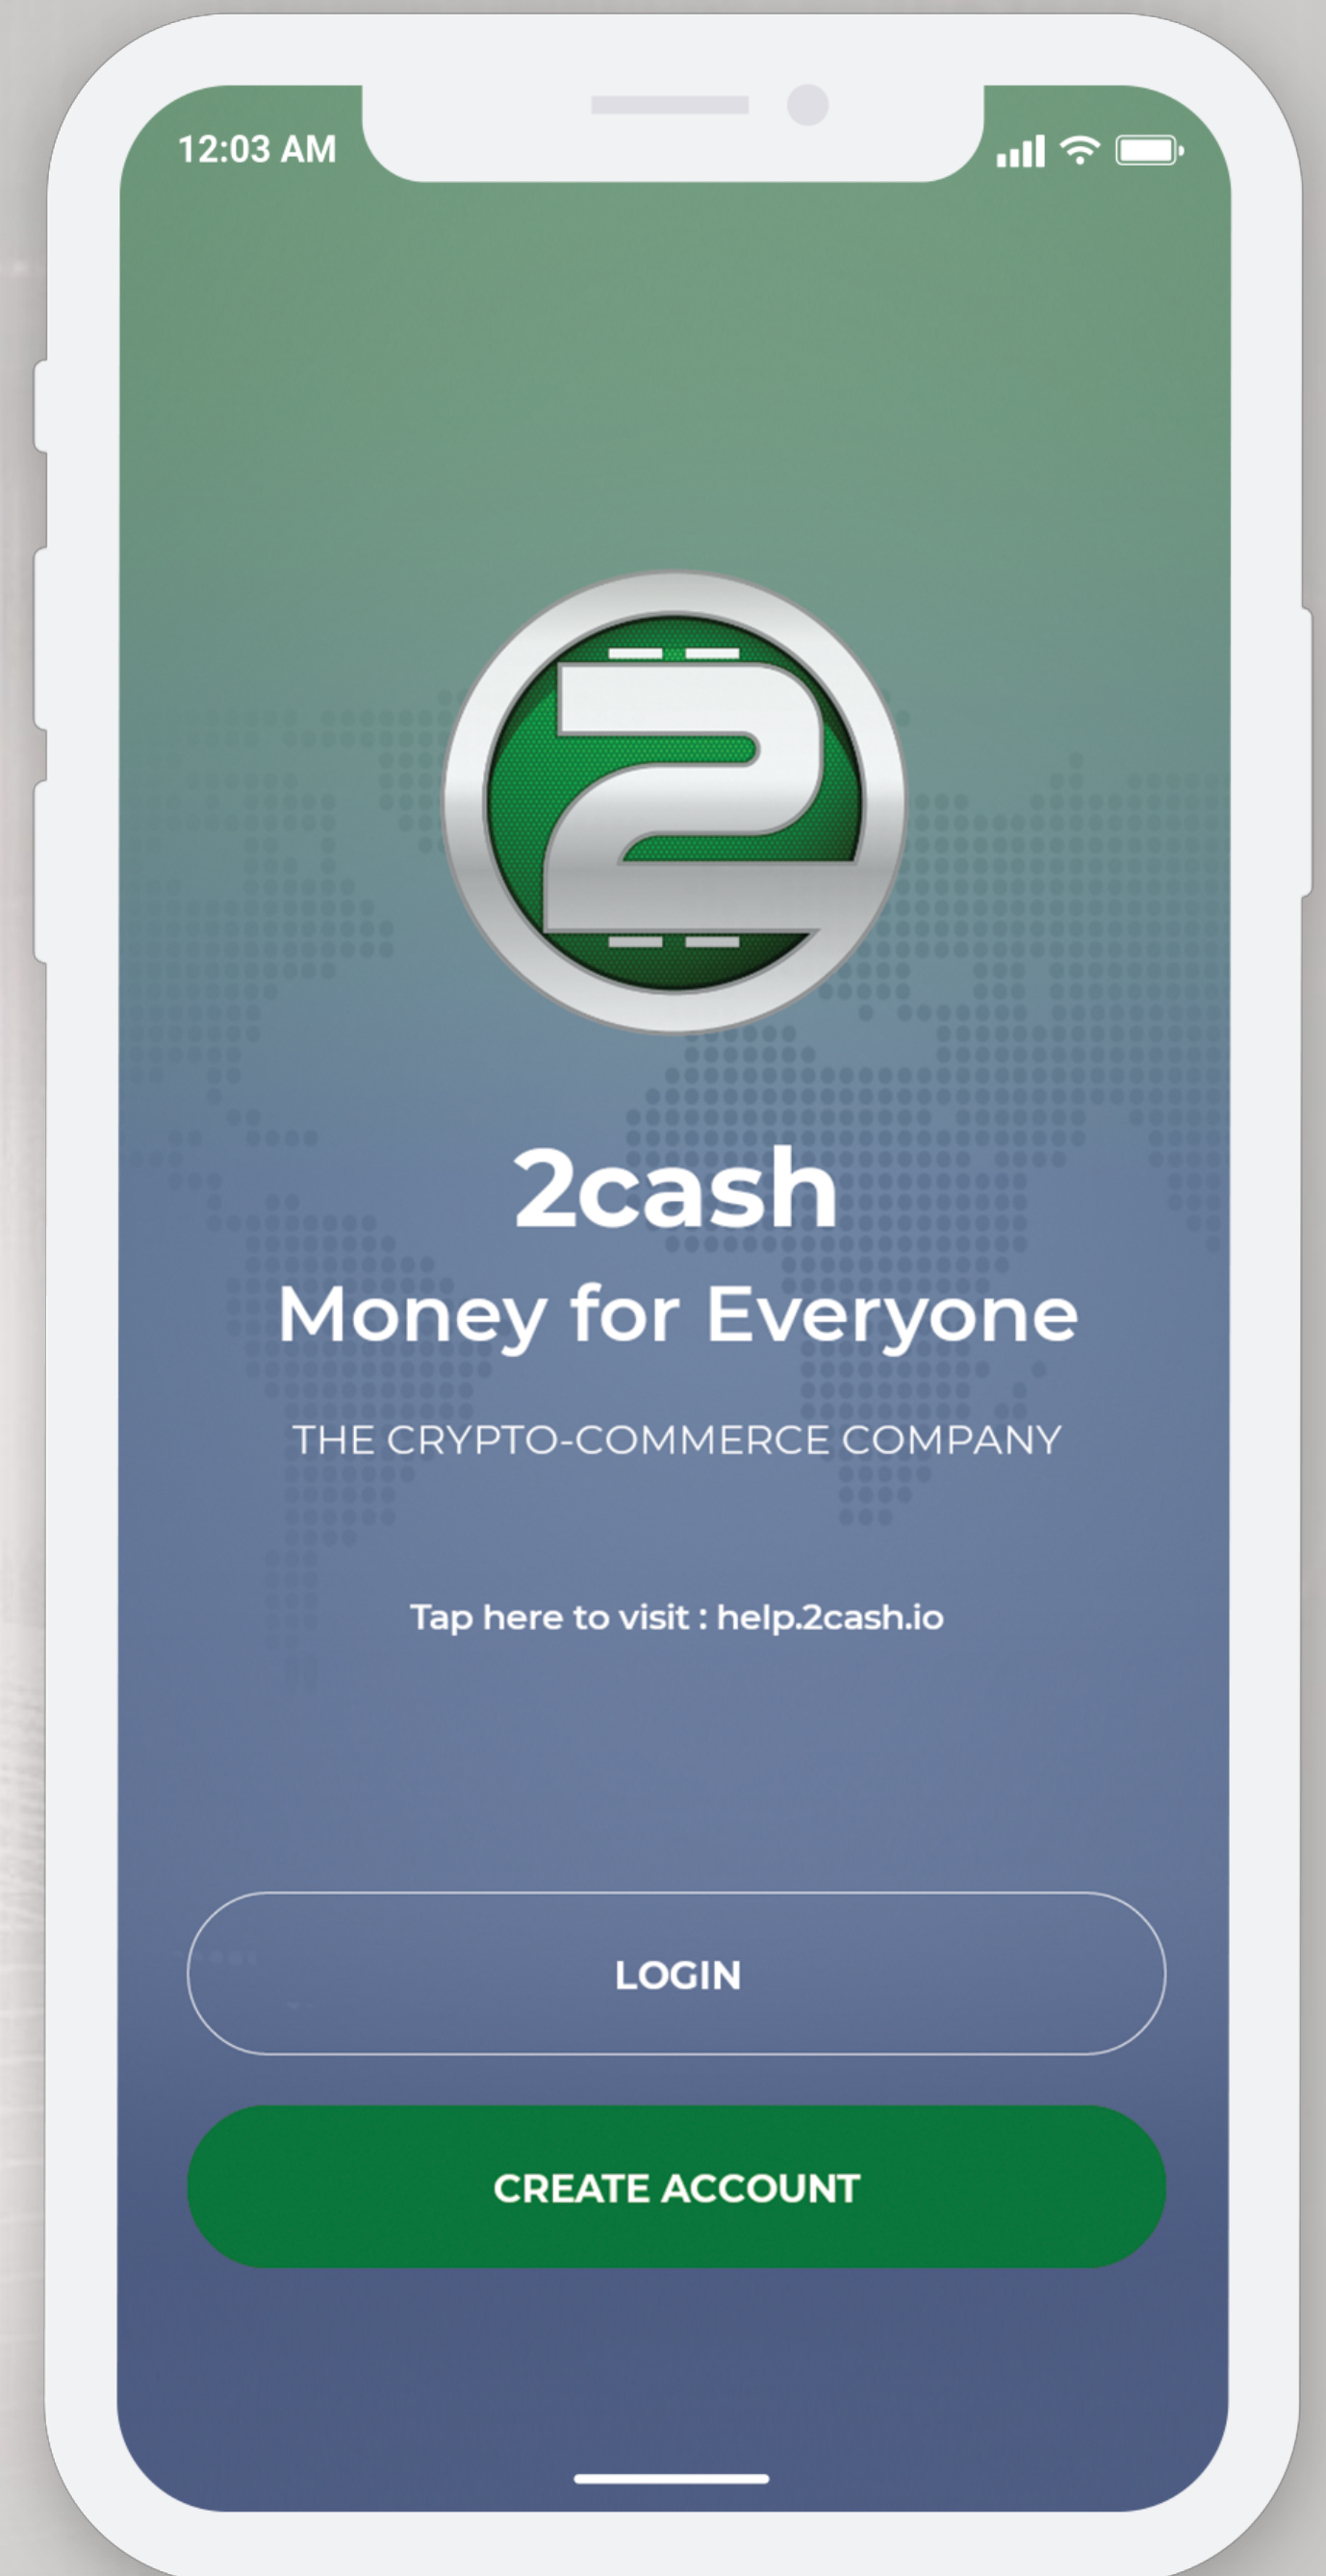 12:03 AM
2
2cash
Money for Everyone
THE CRYPTO-COMMERCE COMPANY
Tap here to visit : help.2cash.io
LOGIN
CREATE ACCOUNT